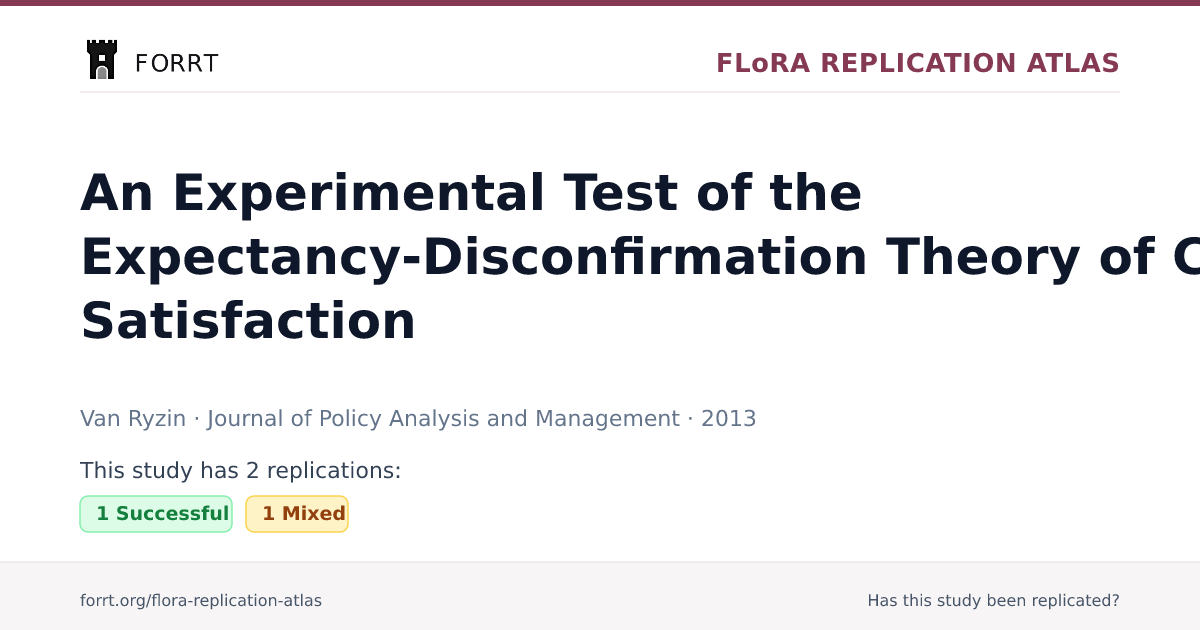 FORRT
FLoRA REPLICATION ATLAS
An Experimental Test of the
Expectancy-Disconfirmation Theory of
Satisfaction
Van Ryzin · Journal of Policy Analysis and Management · 2013
This study has 2 replications:
1 Successful
1 Mixed
forrt.org/flora-replication-atlas
Has this study been replicated?